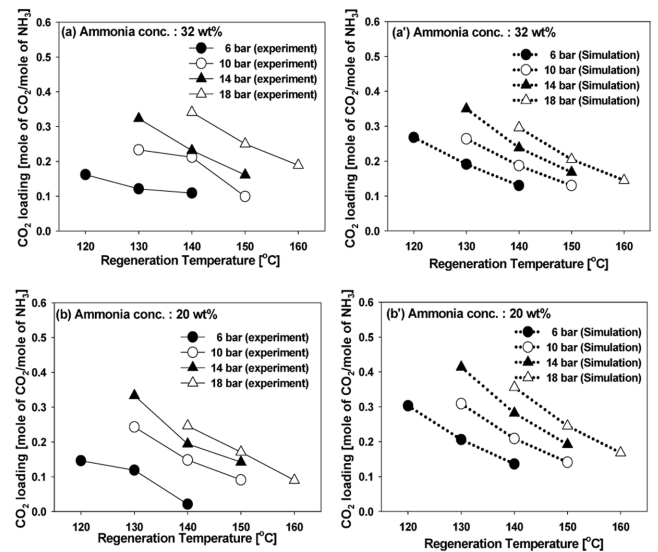 (a) Ammonia conc. : 32 wt%
6 bar (experiment)
10 bar (experiment)
14 bar (experiment)
18 bar (experiment)
CO₂ loading [mole of CO₂/mole of NH₃]
0.6
0.5
0.4
0.3
0.2
0.1
0.0
120 130 140 150 160
Regeneration Temperature [°C]
(a') Ammonia conc. : 32 wt%
6 bar (Simulation)
10 bar (Simulation)
14 bar (Simulation)
18 bar (Simulation)
CO₂ loading [mole of CO₂/mole of NH₃]
0.6
0.5
0.4
0.3
0.2
0.1
0.0
120 130 140 150 160
Regeneration Temperature [°C]
(b) Ammonia conc. : 20 wt%
6 bar (experiment)
10 bar (experiment)
14 bar (experiment)
18 bar (experiment)
CO₂ loading [mole of CO₂/mole of NH₃]
0.6
0.5
0.4
0.3
0.2
0.1
0.0
120 130 140 150 160
Regeneration Temperature [°C]
(b') Ammonia conc. : 20 wt%
6 bar (Simulation)
10 bar (Simulation)
14 bar (Simulation)
18 bar (Simulation)
CO₂ loading [mole of CO₂/mole of NH₃]
0.6
0.5
0.4
0.3
0.2
0.1
0.0
120 130 140 150 160
Regeneration Temperature [°C]